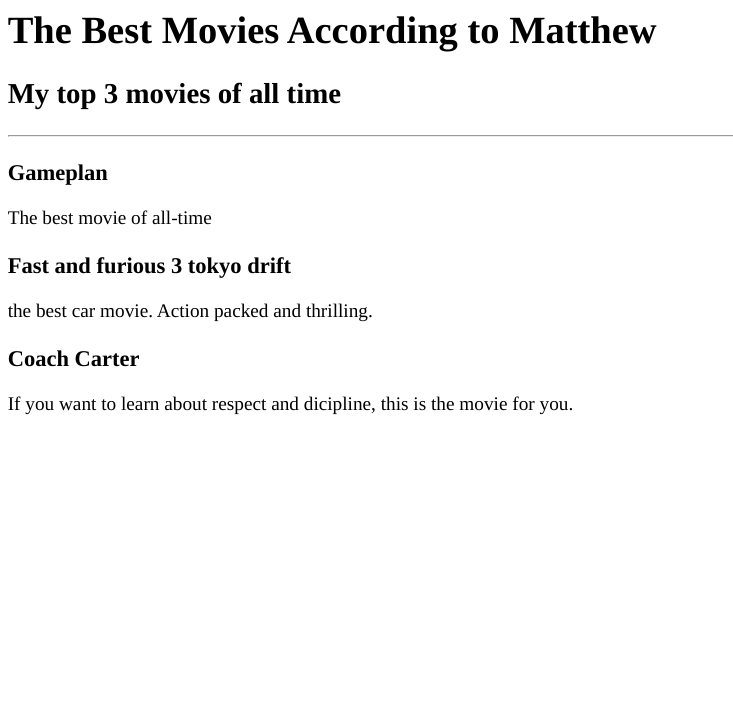 The Best Movies According to Matthew
My top 3 movies of all time
Gameplan
The best movie of all-time
Fast and furious 3 tokyo drift
the best car movie. Action packed and thrilling.
Coach Carter
If you want to learn about respect and dicipline, this is the movie for you.